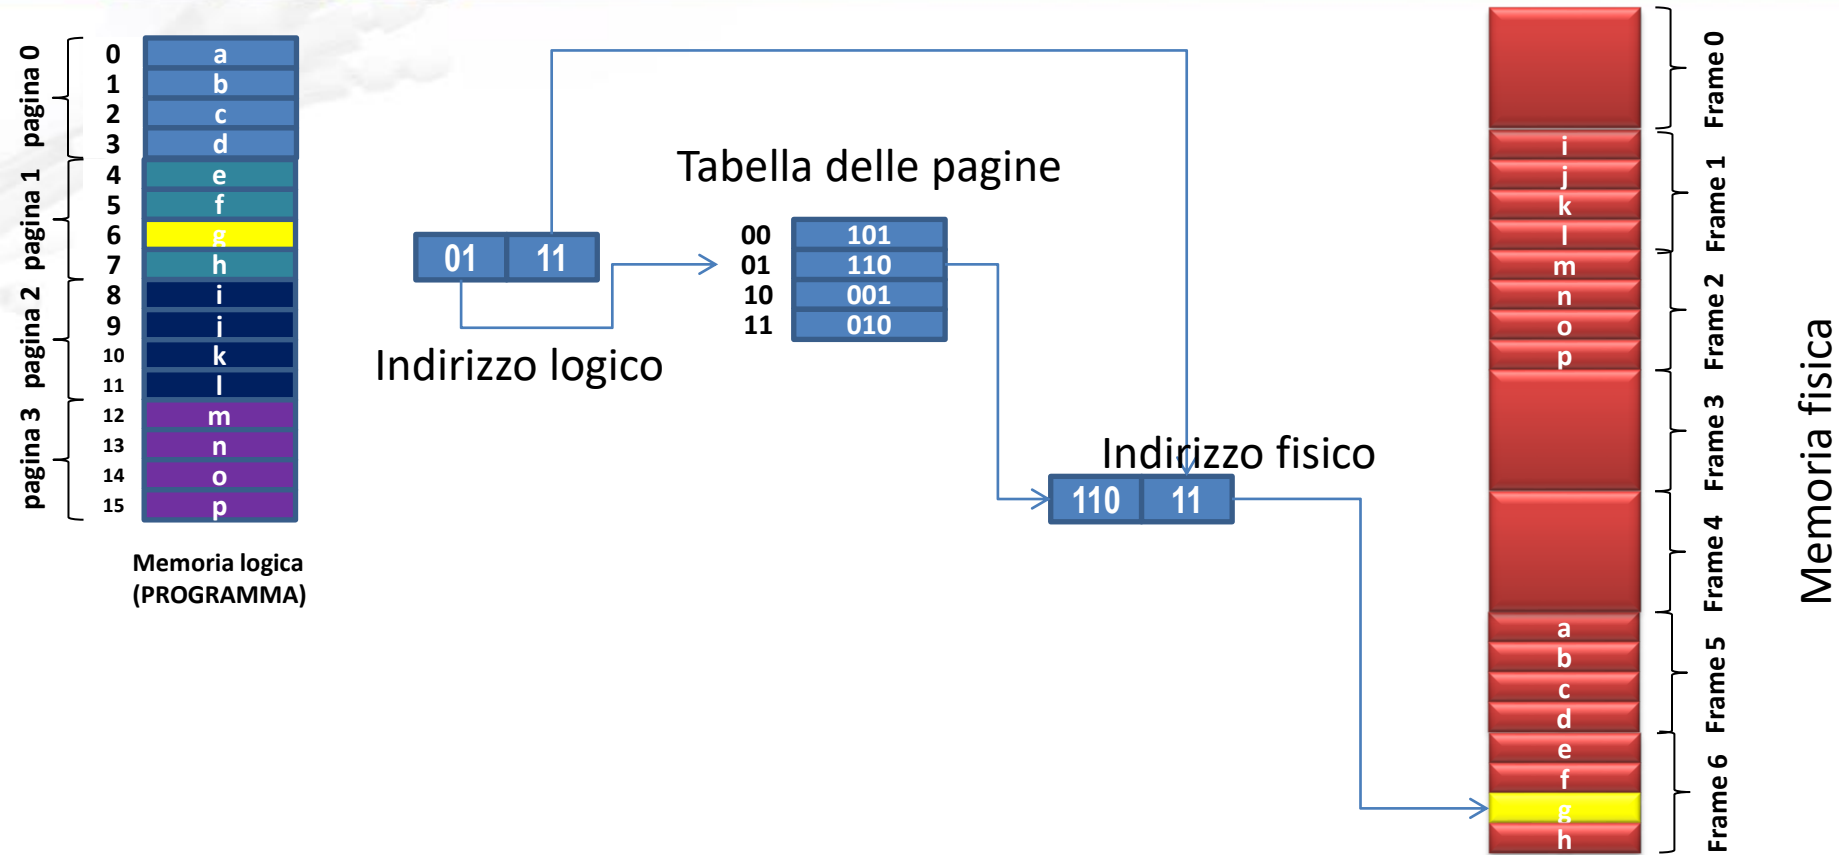 pagina 0
pagina 1
pagina 2
pagina 3
0 a
1 b
2 c
3 d
4 e
5 f
6 g
7 h
8 i
9 j
10 k
11 l
12 m
13 n
14 o
15 p
Memoria logica
(PROGRAMMA)
01 11
Indirizzo logico
Tabella delle pagine
00 101
01 110
10 001
11 010
Indirizzo fisico
110 11
i
j
k
l
m
n
o
p
a
b
c
d
e
f
g
h
Frame 0
Frame 1
Frame 2
Frame 3
Frame 4
Frame 5
Frame 6
Memoria fisica